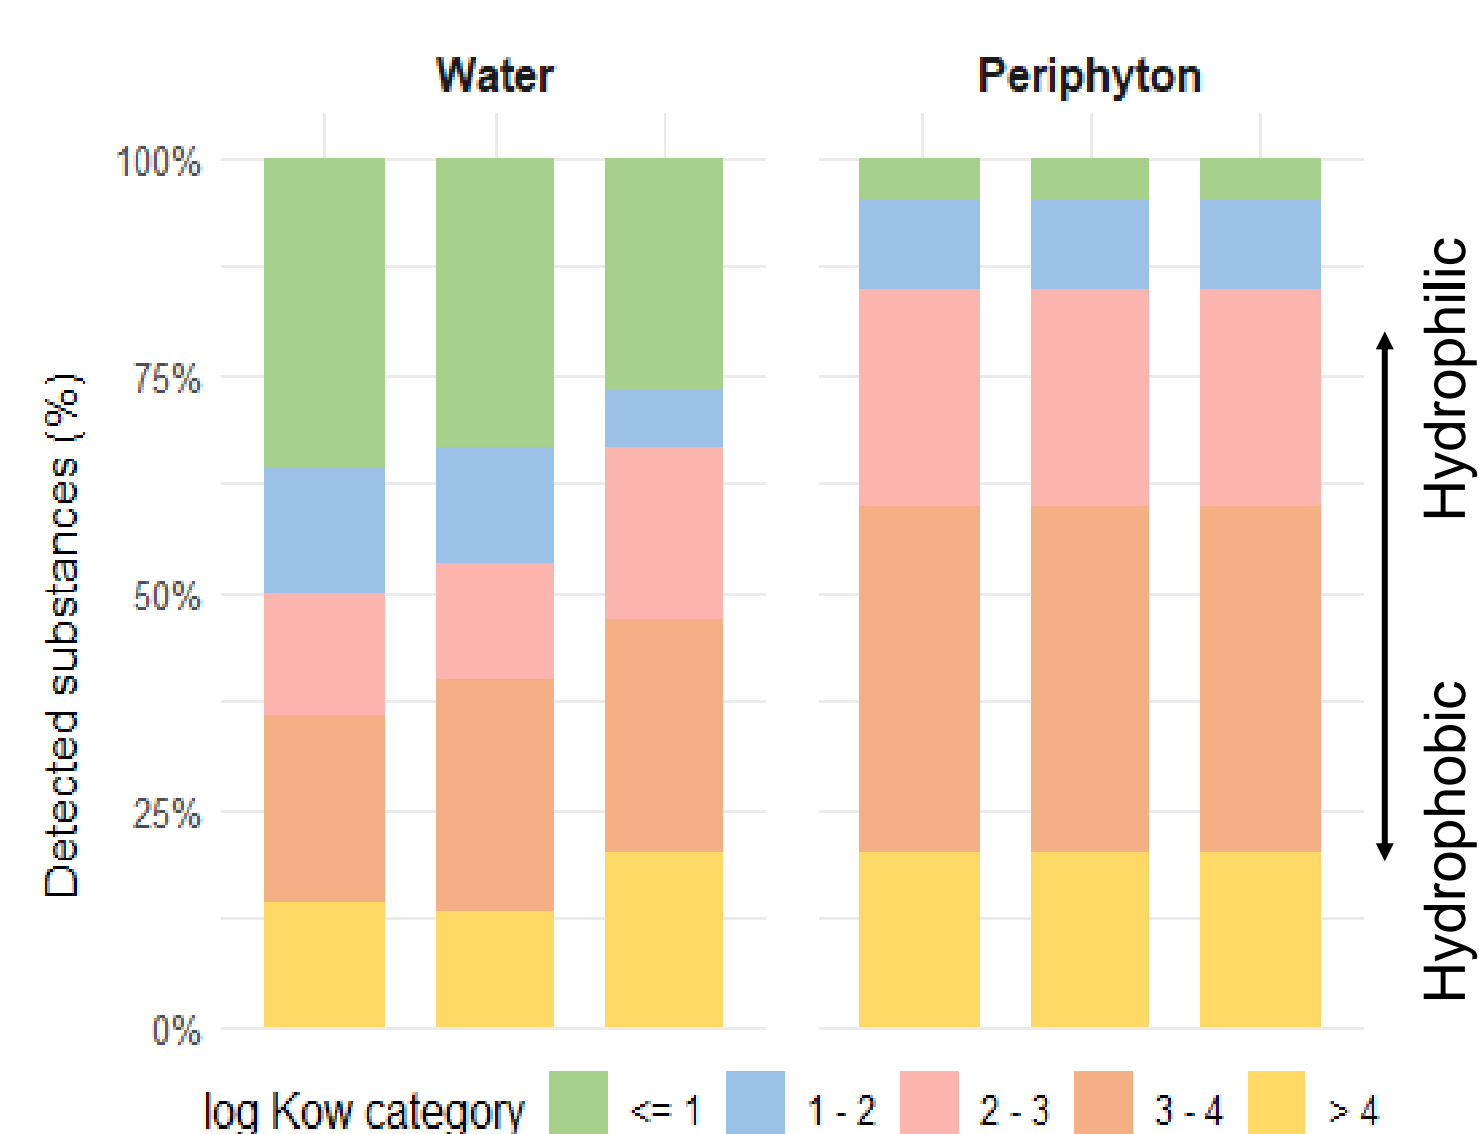 Water
Periphyton
100%
75%
50%
25%
0%
Detected substances (%)
Hydrophilic
Hydrophobic
log Kow category
<= 1
1 - 2
2 - 3
3 - 4
> 4